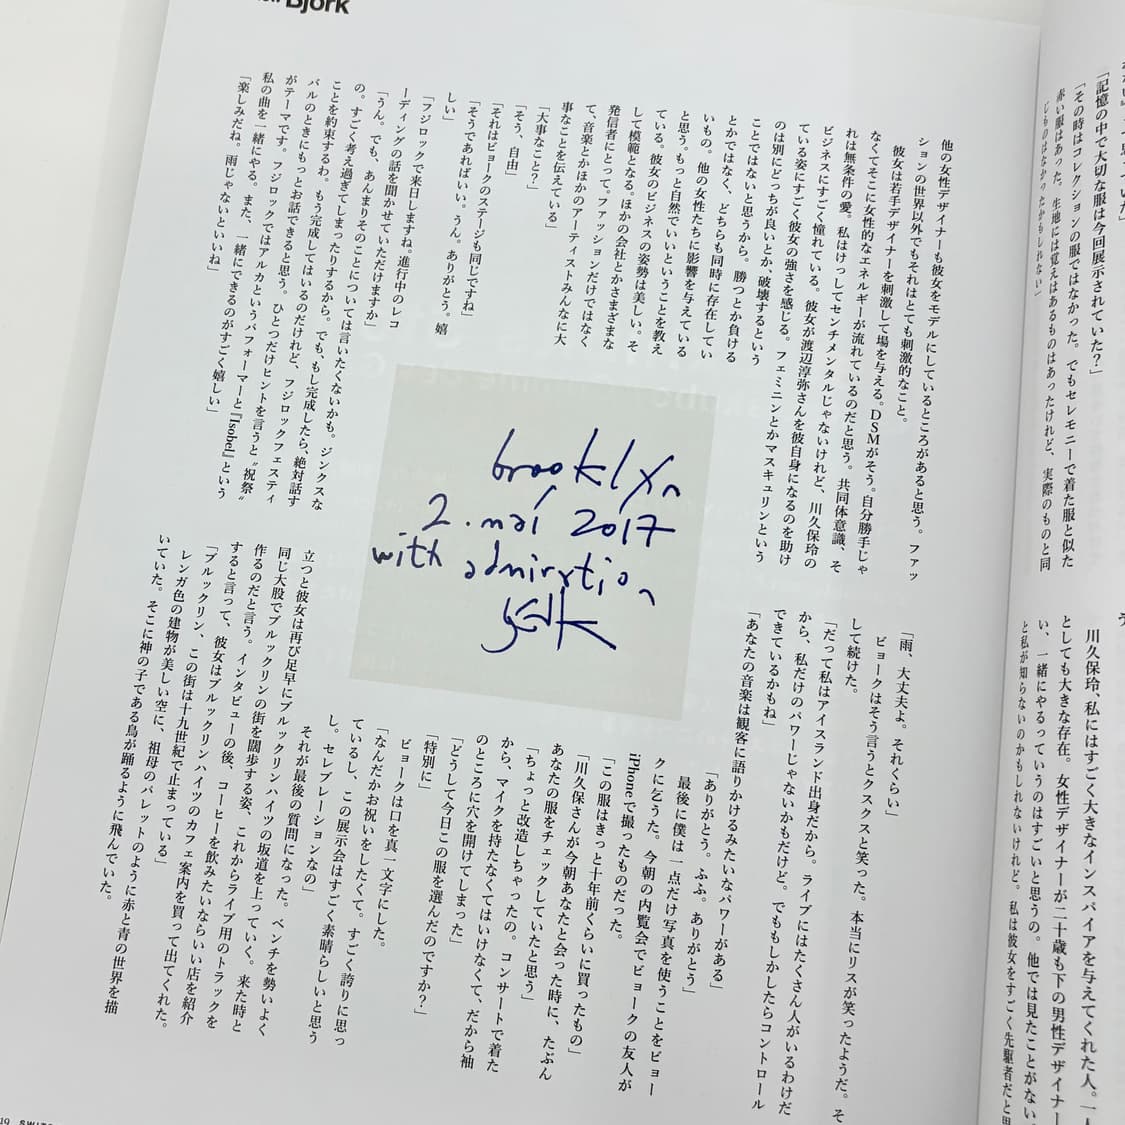 Björk
「記憶の中で大切な服は今回展示されていた?」
「その時はコレクションの服ではなかった。でもセレモニーで着た服と似た
赤い服はあった。生地には覚えはあるものはあったけれど、実際のものと同
じものはなかったかもしれない」
川久保玲、私にはすごく大きなインスパイアを与えてくれた人。一
としても大きな存在。女性デザイナーが二十歳も下の男性デザイナー
い、一緒にやるっていうのはすごいと思うの。他では見たことがない。
と私が知らないのかもしれないけれど。私は彼女をすごく先駆者だと
他の女性デザイナーも彼女をモデルにしているところがあると思う。ファッ
ションの世界以外でもそれはとても刺激的なこと。
彼女は若手デザイナーを刺激して場を与える。DSMがそう。自分勝手じゃ
なくてそこに女性的なエネルギーが流れているのだと思う。共同体意識、そ
れは無条件の愛。私はけっしてセンチメンタルじゃないけれど、川久保玲の
ビジネスにすごく憧れている。彼女が渡辺淳弥さんを彼自身になるのを助け
ている姿にすごく彼女の強さを感じる。フェミニンとかマスキュリンという
のは別にどっちが良いとか、破壊するという
ことではないと思うから。勝つとか負ける
とかではなく、どちらも同時に存在してい
いもの。他の女性たちに影響を与えている
と思う。もっと自然でいいということを教え
ている。彼女のビジネスの姿勢は美しい。そ
して模範となる。ほかの会社とかさまざまな
発信者にとって。ファッションだけではなく
て、音楽とかほかのアーティストみんなに大
事なことを伝えている」
「大事なこと?」
「そう、自由」
「それはビョークのステージも同じですね」
「そうであればいい。うん。ありがとう。嬉
しい」
「フジロックで来日しますね。進行中のレコ
ーディングの話を聞かせていただけますか」
「うん。でも、あんまりそのことについては言いたくないかも。ジンクスな
の。すごく考え過ぎてしまったりするから。でも、もし完成したら、絶対話す
ことを約束するわ。もう完成してはいるのだけれど、フジロックフェスティ
バルのときにもっとお話できると思う。ひとつだけヒントを言うと〝祝祭〟
がテーマです。フジロックではアルカというパフォーマーと『Isobel』という
私の曲を一緒にやる。また、一緒にできるのがすごく嬉しい」
「楽しみだね。雨じゃないといいね」
brooklyn
2. maí 2017
with admiration
「雨、大丈夫よ。それくらい」
ビョークはそう言うとクスクスと笑った。本当にリスが笑ったようだ。そ
して続けた。
「だって私はアイスランド出身だから。ライブにはたくさん人がいるわけだ
から、私だけのパワーじゃないかもだけど。でももしかしたらコントロール
できているかもね」
「あなたの音楽は観客に語りかけるみたいなパワーがある」
「ありがとう。ふふ。ありがとう」
最後に僕は一点だけ写真を使うことをビョー
クに乞うた。今朝の内覧会でビョークの友人が
iPhoneで撮ったものだった。
「この服はきっと十年前くらいに買ったもの」
「川久保さんが今朝あなたと会った時に、たぶん
あなたの服をチェックしていたと思う」
「ちょっと改造しちゃったの。コンサートで着た
から、マイクを持たなくてはいけなくて、だから袖
のところに穴を開けてしまった」
「どうして今日この服を選んだのですか?」
「特別に」
ビョークは口を真一文字にした。
「なんだかお祝いをしたくて。すごく誇りに思っ
ているし、この展示会はすごく素晴らしいと思う
し。セレブレーションなの」
それが最後の質問になった。ベンチを勢いよく
立つと彼女は再び足早にブルックリンハイツの坂道を上っていく。来た時と
同じ大股でブルックリンの街を闊歩する姿、これからライブ用のトラックを
作るのだと言う。インタビューの後、コーヒーを飲みたいならいい店を紹介
すると言って、彼女はブルックリンハイツのカフェ案内を買って出てくれた。
「ブルックリン、この街は十九世紀で止まっている」
レンガ色の建物が美しい空に、祖母のパレットのように赤と青の世界を描
いていた。そこに神の子である鳥が踊るように飛んでいた。
19